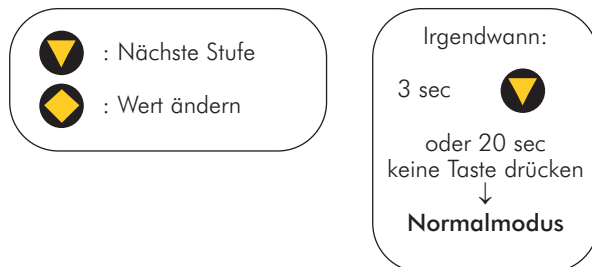 : Nächste Stufe
: Wert ändern
Irgendwann:
3 sec
oder 20 sec
keine Taste drücken
↓
Normalmodus